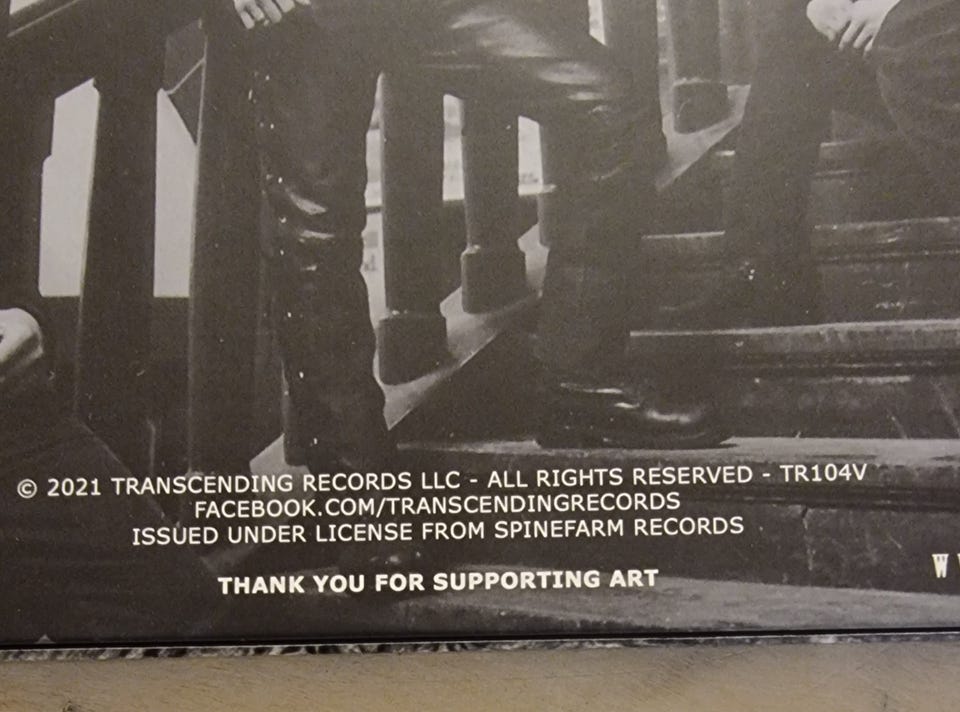 © 2021 TRANSCENDING RECORDS LLC - ALL RIGHTS RESERVED - TR104V
FACEBOOK.COM/TRANSCENDINGRECORDS
ISSUED UNDER LICENSE FROM SPINEFARM RECORDS
THANK YOU FOR SUPPORTING ART